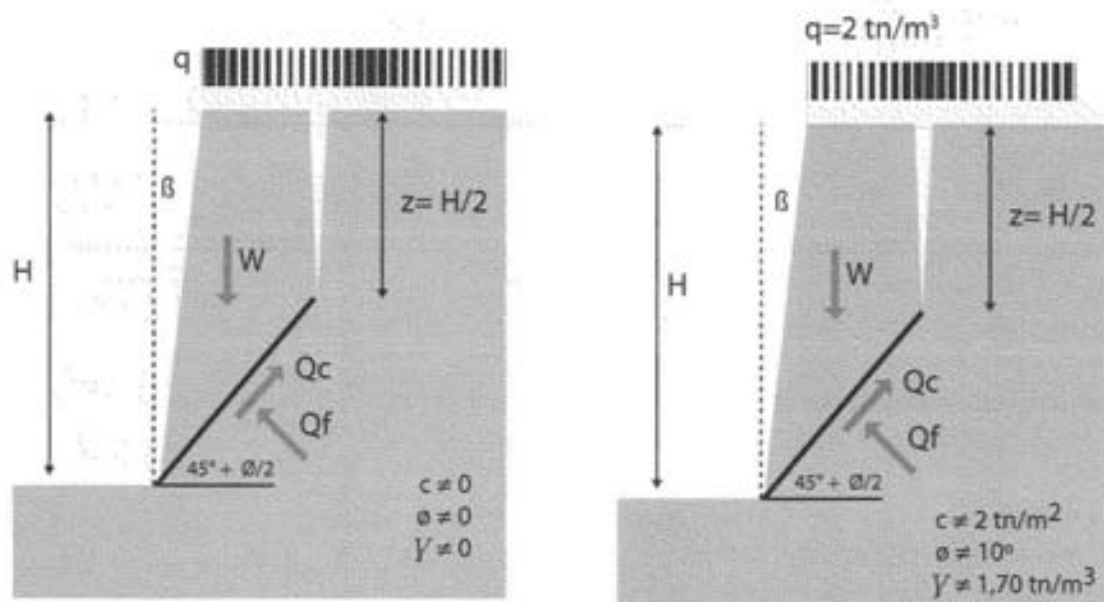 q
ß
z= H/2
H
W
Qc
Qf
45° + Ø/2
c ≠ 0
ø ≠ 0
γ ≠ 0
q=2 tn/m³
ß
z= H/2
H
W
Qc
Qf
45° + Ø/2
c ≠ 2 tn/m²
ø ≠ 10º
γ ≠ 1,70 tn/m³